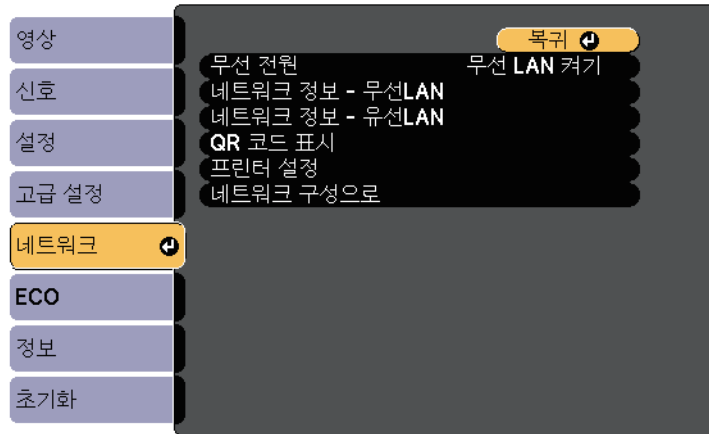 영상
신호
설정
고급 설정
네트워크
ECO
정보
초기화
복귀
무선 전원 무선 LAN 켜기
네트워크 정보 - 무선LAN
네트워크 정보 - 유선LAN
QR 코드 표시
프린터 설정
네트워크 구성으로